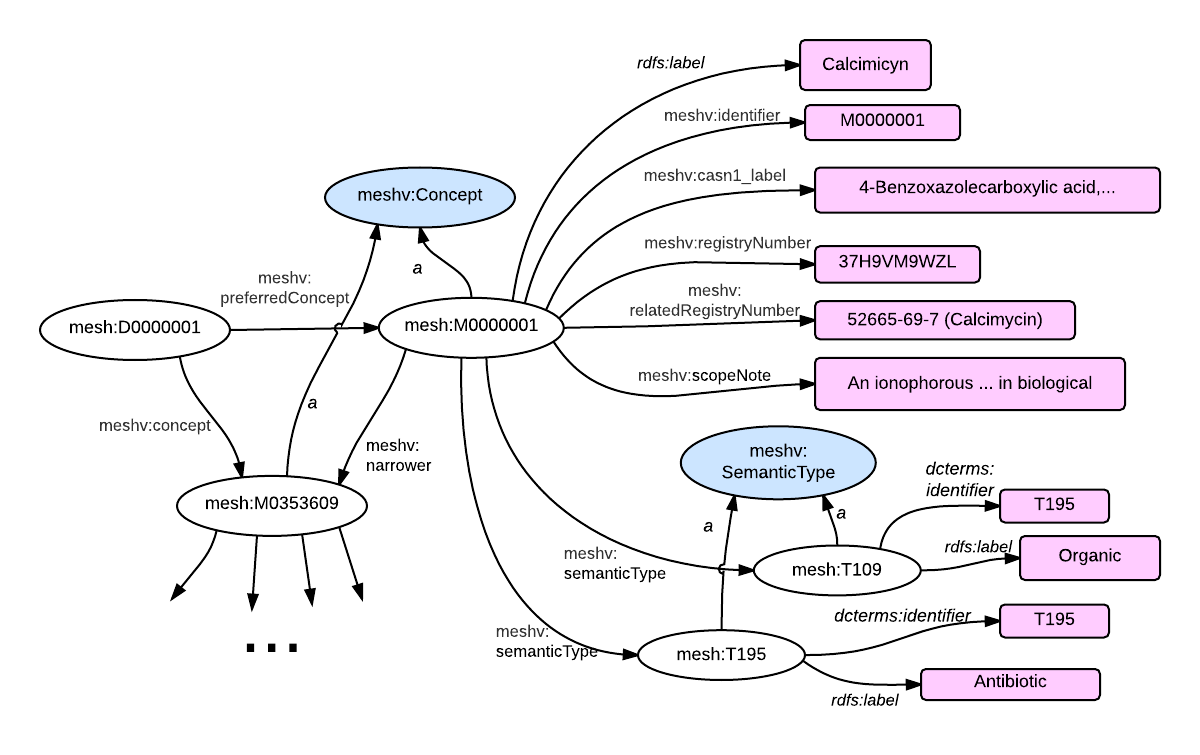 rdfs:label
Calcimicyn
meshv:identifier
M0000001
meshv:casn1_label
4-Benzoxazolecarboxylic acid,...
meshv:Concept
meshv:registryNumber
37H9VM9WZL
a
meshv:
preferredConcept
meshv:
relatedRegistryNumber
52665-69-7 (Calcimycin)
mesh:D0000001
mesh:M0000001
meshv:scopeNote
An ionophorous ... in biological
a
meshv:concept
meshv:
narrower
meshv:
SemanticType
dcterms:
identifier
T195
mesh:M0353609
a
a
rdfs:label
Organic
meshv:
semanticType
mesh:T109
dcterms:identifier
T195
meshv:
semanticType
mesh:T195
Antibiotic
rdfs:label
...